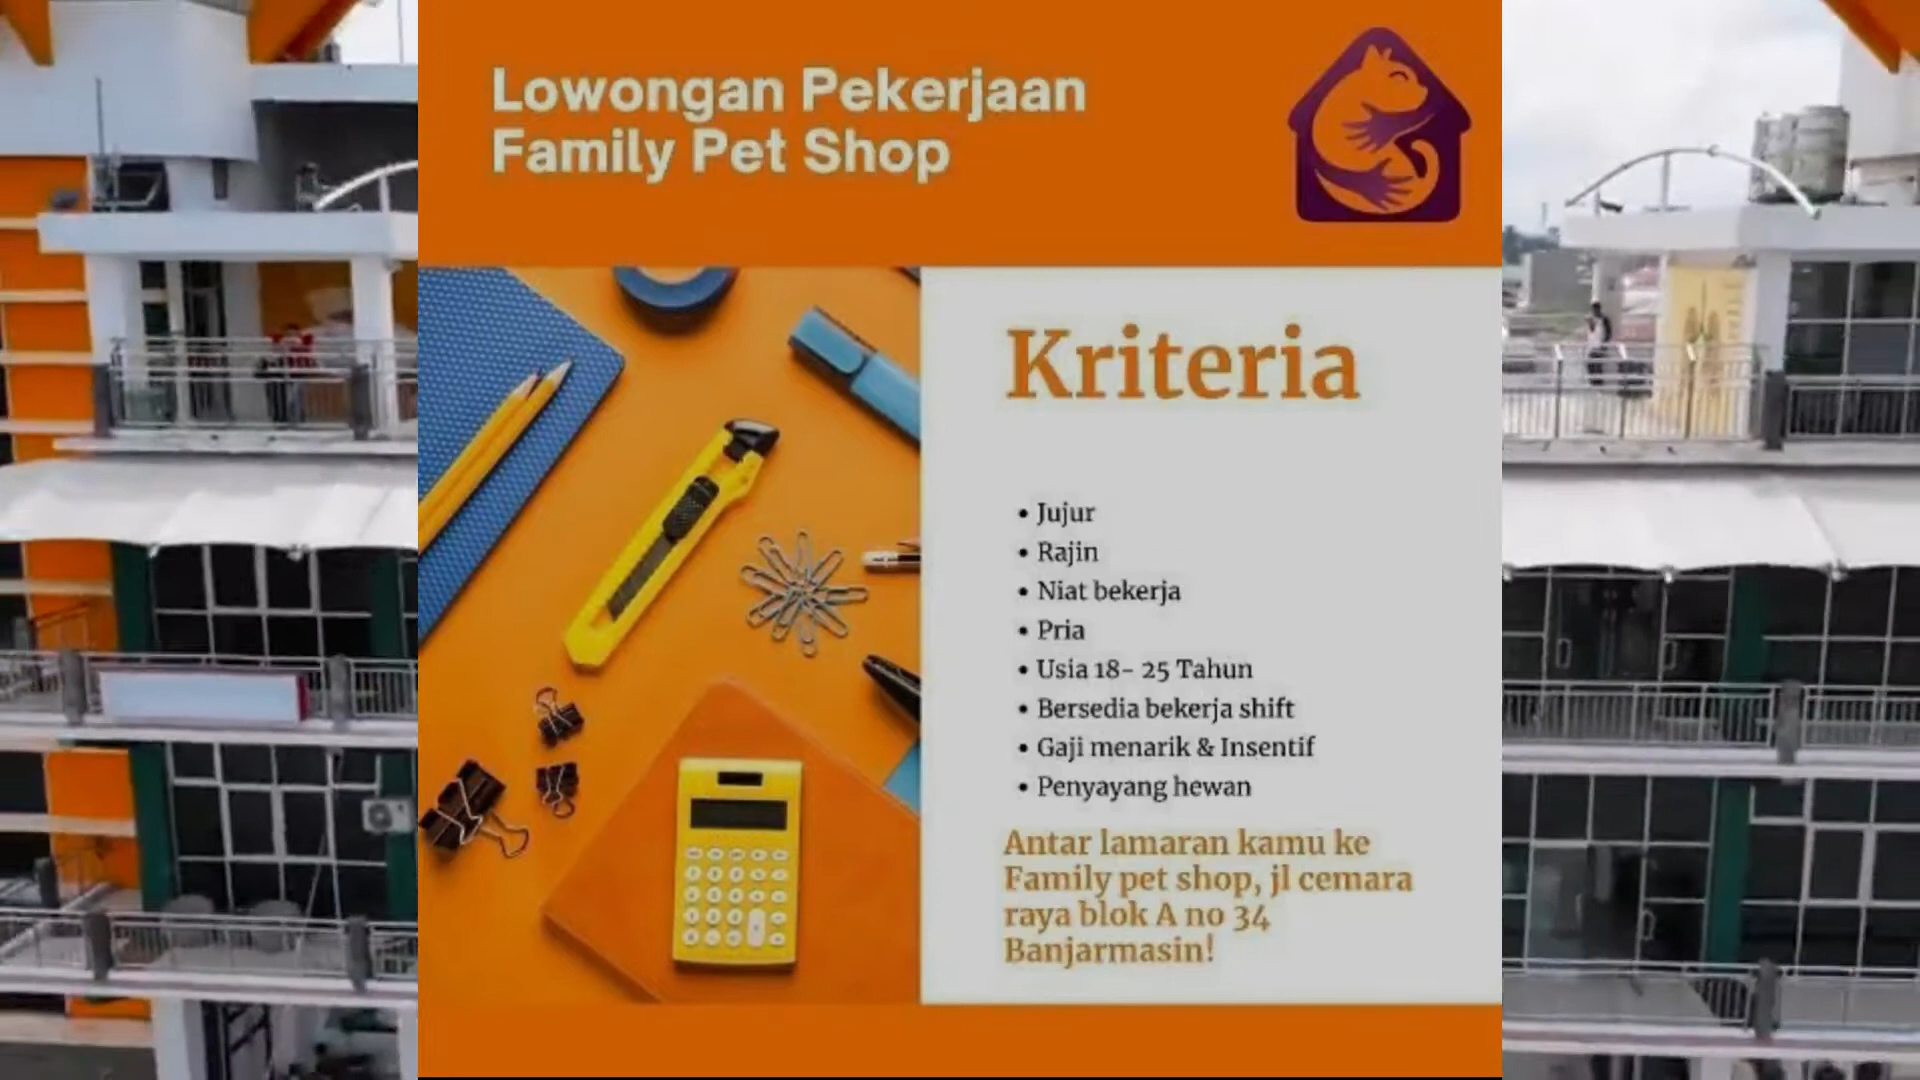 Lowongan Pekerjaan
Family Pet Shop
Kriteria
• Jujur
• Rajin
• Niat bekerja
• Pria
• Usia 18- 25 Tahun
• Bersedia bekerja shift
• Gaji menarik & Insentif
• Penyayang hewan
Antar lamaran kamu ke
Family pet shop, jl cemara
raya blok A no 34
Banjarmasin!